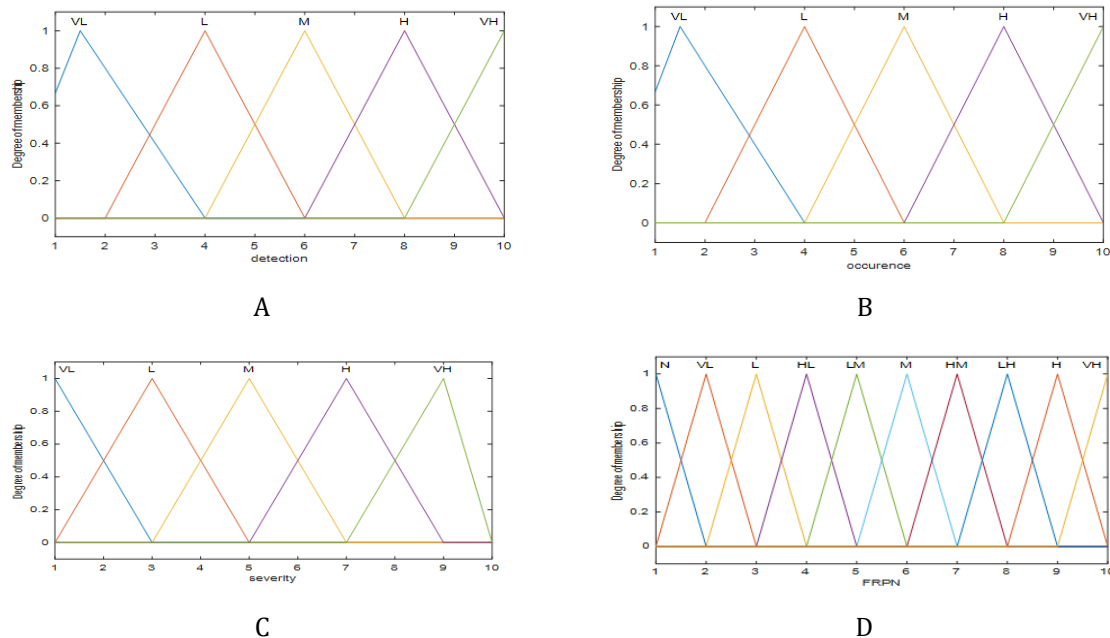 VL L M H VH
1
0.8
0.6
0.4
0.2
0
Degree of membership
1 2 3 4 5 6 7 8 9 10
detection
A
VL L M H VH
1
0.8
0.6
0.4
0.2
0
Degree of membership
1 2 3 4 5 6 7 8 9 10
occurence
B
VL L M H VH
1
0.8
0.6
0.4
0.2
0
Degree of membership
1 2 3 4 5 6 7 8 9 10
severity
C
N VL L HL LM M HM LH H VH
1
0.8
0.6
0.4
0.2
0
Degree of membership
1 2 3 4 5 6 7 8 9 10
FRPN
D